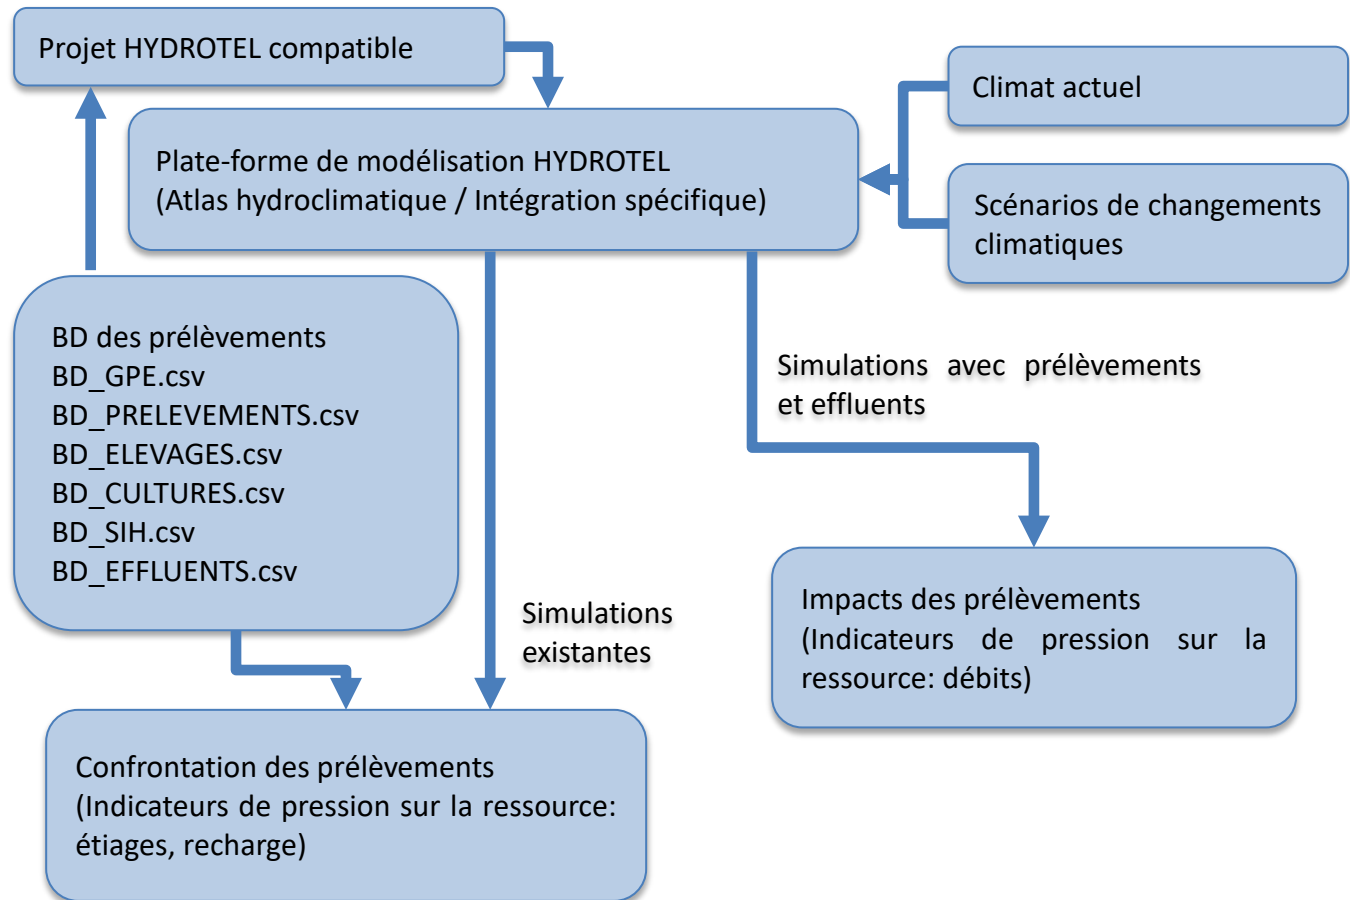 Projet HYDROTEL compatible
Climat actuel
Plate-forme de modélisation HYDROTEL
(Atlas hydroclimatique / Intégration spécifique)
Scénarios de changements
climatiques
BD des prélèvements
BD_GPE.csv
BD_PRELEVEMENTS.csv
BD_ELEVAGES.csv
BD_CULTURES.csv
BD_SIH.csv
BD_EFFLUENTS.csv
Simulations avec prélèvements
et effluents
Simulations
existantes
Impacts des prélèvements
(Indicateurs de pression sur la
ressource: débits)
Confrontation des prélèvements
(Indicateurs de pression sur la ressource:
étiages, recharge)